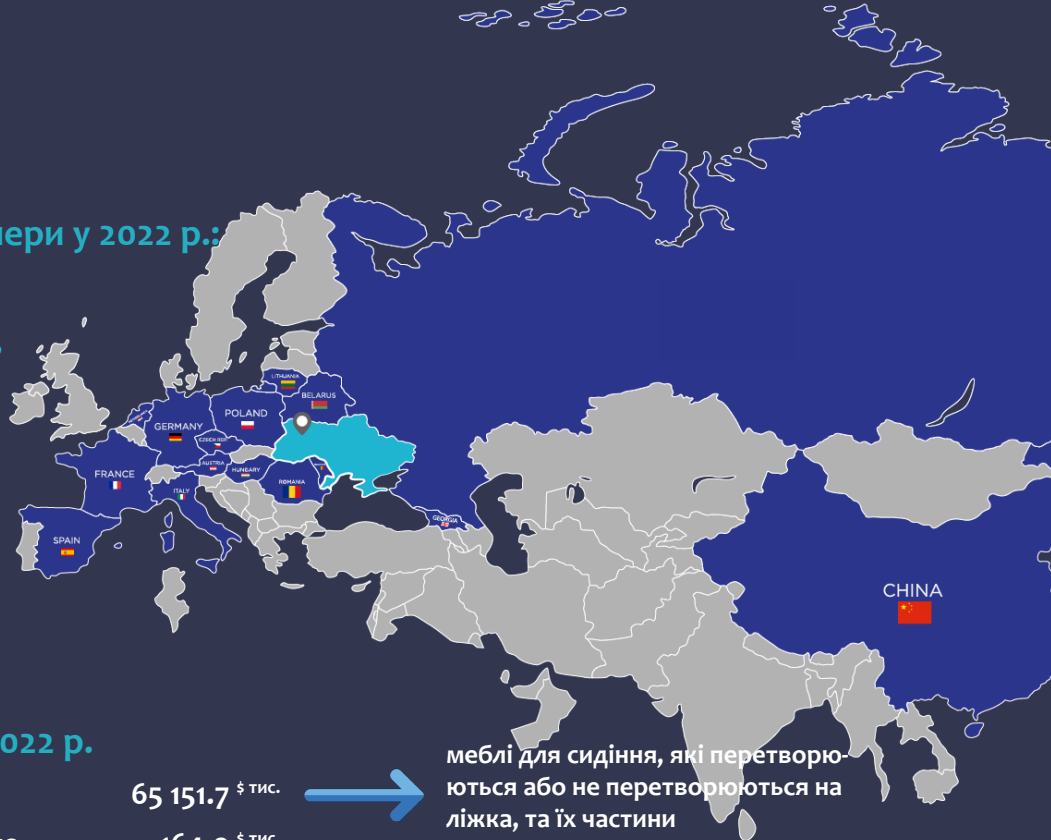 нери у 2022 р.:
LITHUANIA
BELARUS
POLAND
GERMANY
CZECH REP.
AUSTRIA
HUNGARY
FRANCE
ITALY
ROMANIA
SPAIN
GEORGIA
CHINA
022 р.
65 151.7 $ тис.
меблі для сидіння, які перетворю-
ються або не перетворюються на
ліжка, та їх частини